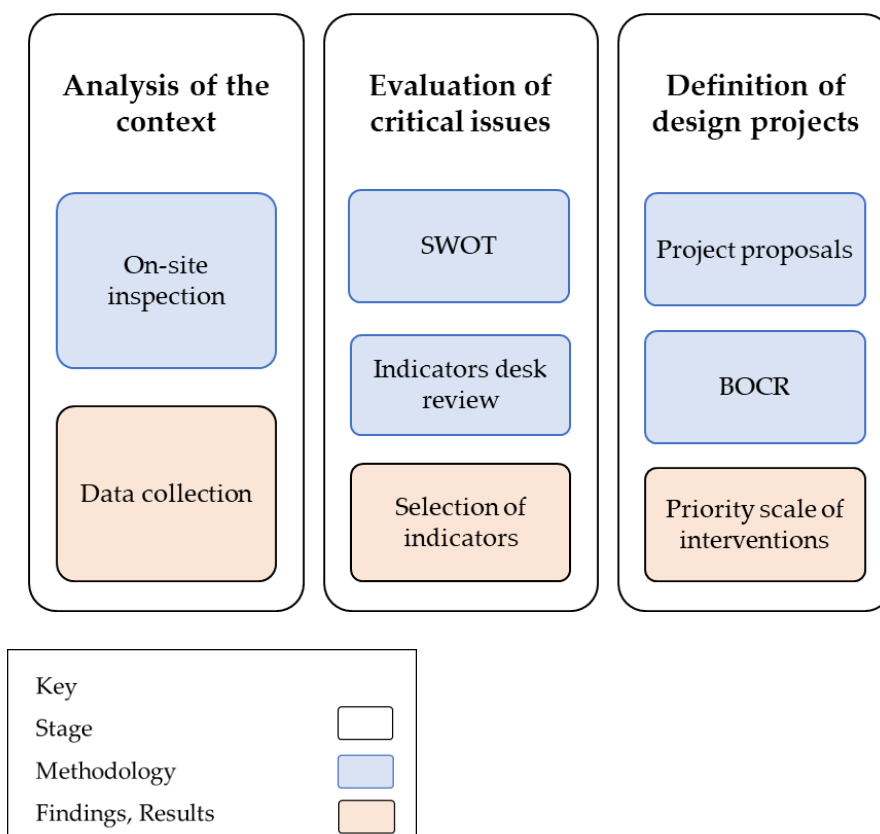 Analysis of the
context
On-site
inspection
Data collection
Evaluation of
critical issues
SWOT
Indicators desk
review
Selection of
indicators
Definition of
design projects
Project proposals
BOCR
Priority scale of
interventions
Key
Stage
Methodology
Findings, Results